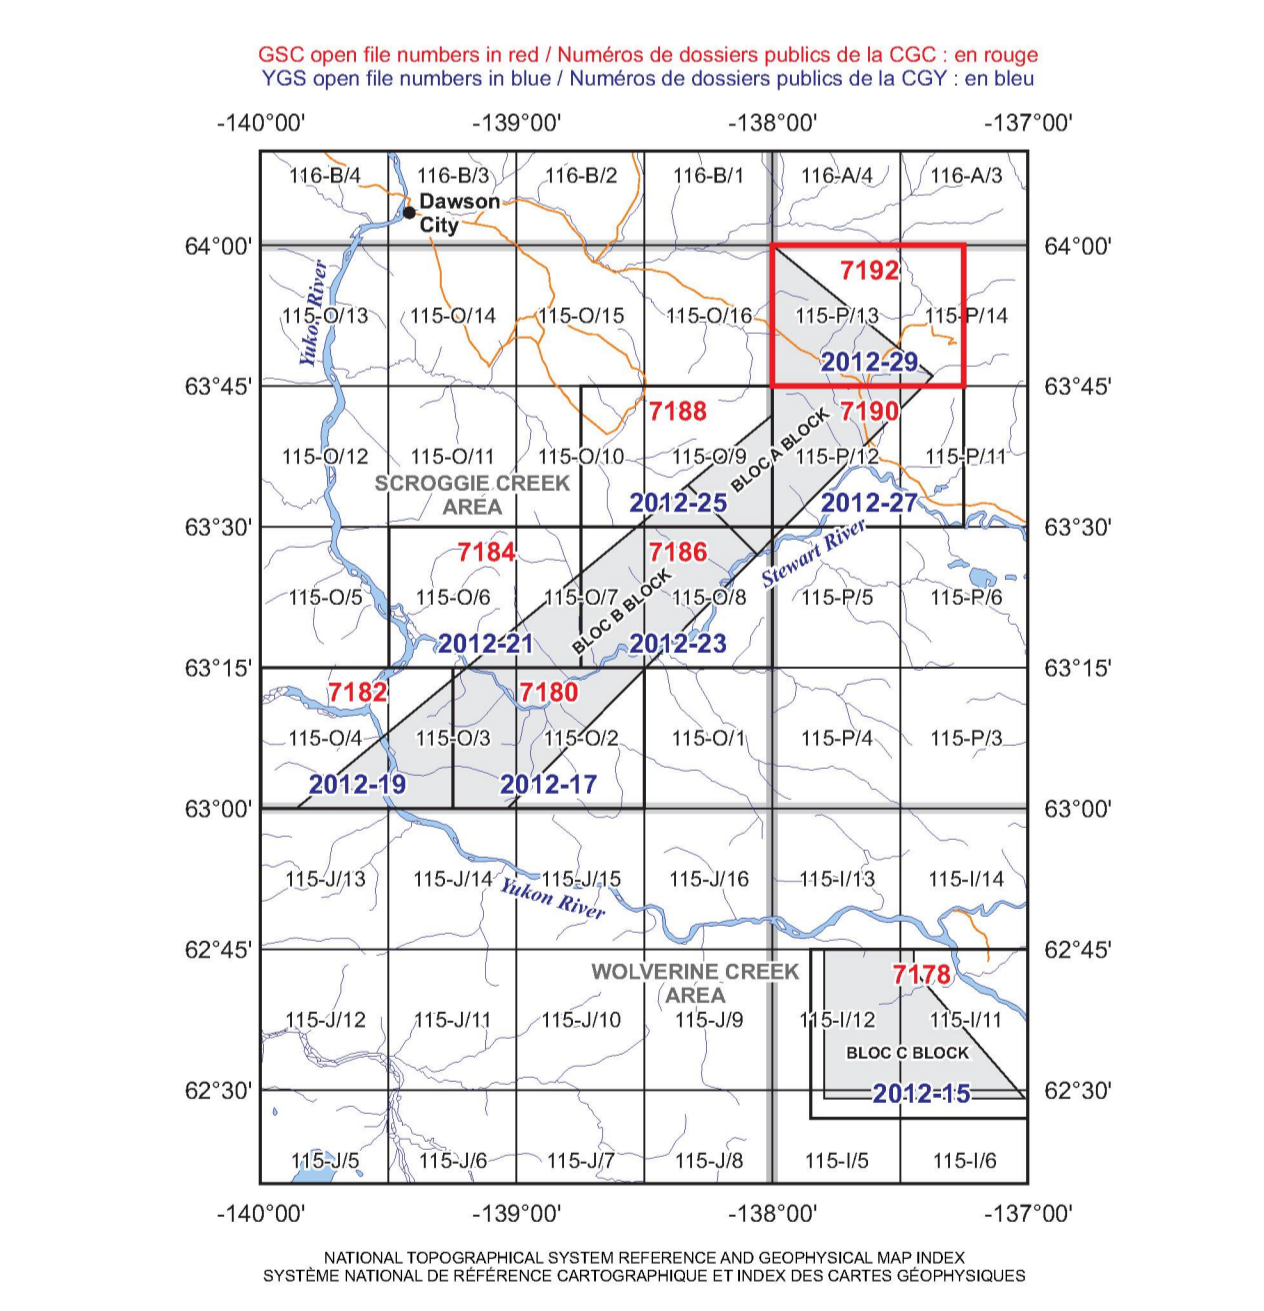 GSC open file numbers in red / Numéros de dossiers publics de la CGC : en rouge
YGS open file numbers in blue / Numéros de dossiers publics de la CGY : en bleu
-140°00' -139°00' -138°00' -137°00'
116-B/4 116-B/3 116-B/2 116-B/1 116-A/4 116-A/3
Dawson
City
64°00' 64°00'
7192
Yukon River
115-O/13 115-O/14 115-O/15 115-O/16 115-P/13 115-P/14
2012-29
63°45' 63°45'
7188 7190
BLOC A BLOCK
115-O/12 115-O/11 115-O/10 115-O/9 115-P/12 115-P/11
SCROGGIE CREEK
AREA
2012-25 2012-27
63°30' 63°30'
7184 7186
Stewart River
115-O/5 115-O/6 115-O/7 115-O/8 115-P/5 115-P/6
BLOC B BLOCK
2012-21 2012-23
63°15' 63°15'
7182 7180
115-O/4 115-O/3 115-O/2 115-O/1 115-P/4 115-P/3
2012-19 2012-17
63°00' 63°00'
115-J/13 115-J/14 115-J/15 115-J/16 115-I/13 115-I/14
Yukon River
62°45' 62°45'
WOLVERINE CREEK
AREA
7178
115-J/12 115-J/11 115-J/10 115-J/9 115-I/12 115-I/11
BLOC C BLOCK
2012-15
62°30' 62°30'
115-J/5 115-J/6 115-J/7 115-J/8 115-I/5 115-I/6
-140°00' -139°00' -138°00' -137°00'
NATIONAL TOPOGRAPHICAL SYSTEM REFERENCE AND GEOPHYSICAL MAP INDEX
SYSTÈME NATIONAL DE RÉFÉRENCE CARTOGRAPHIQUE ET INDEX DES CARTES GÉOPHYSIQUES